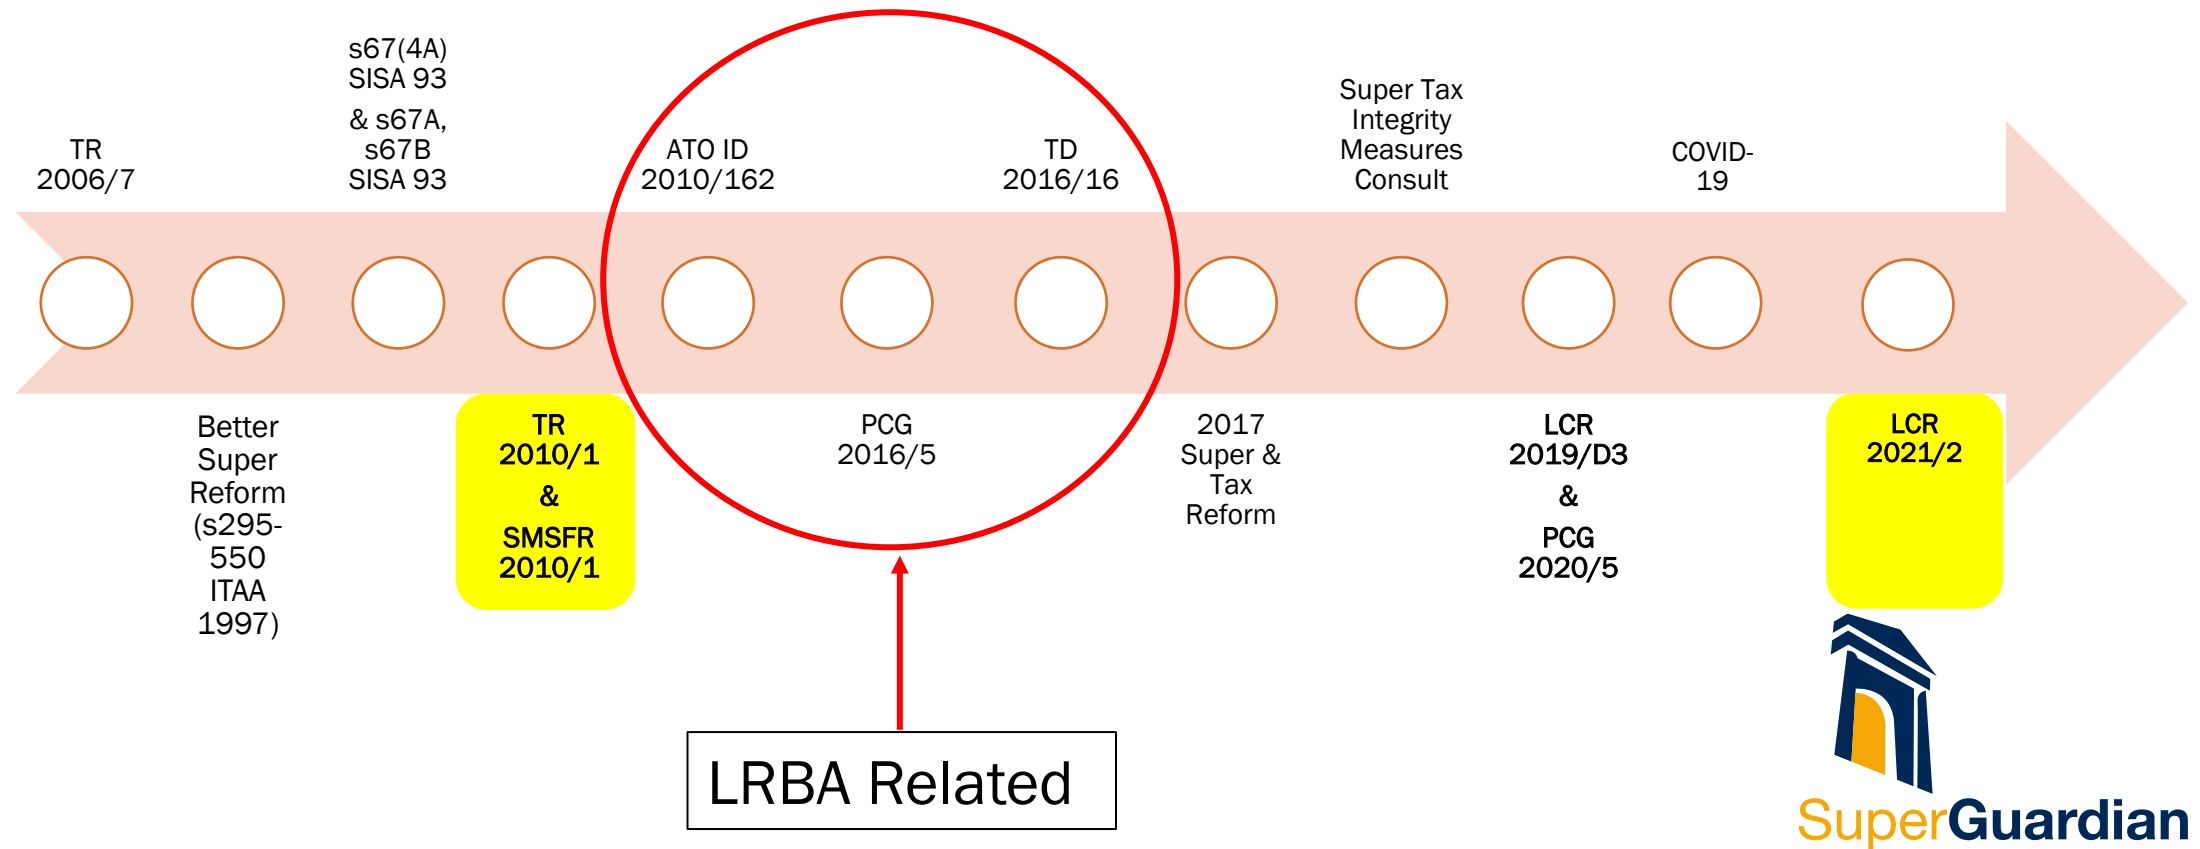 TR
2006/7
Better
Super
Reform
(s295-
550
ITAA
1997)
s67(4A)
SISA 93
& s67A,
s67B
SISA 93
TR
2010/1
&
SMSFR
2010/1
ATO ID
2010/162
PCG
2016/5
TD
2016/16
2017
Super &
Tax
Reform
Super Tax
Integrity
Measures
Consult
LCR
2019/D3
&
PCG
2020/5
COVID-
19
LCR
2021/2
LRBA Related
SuperGuardian